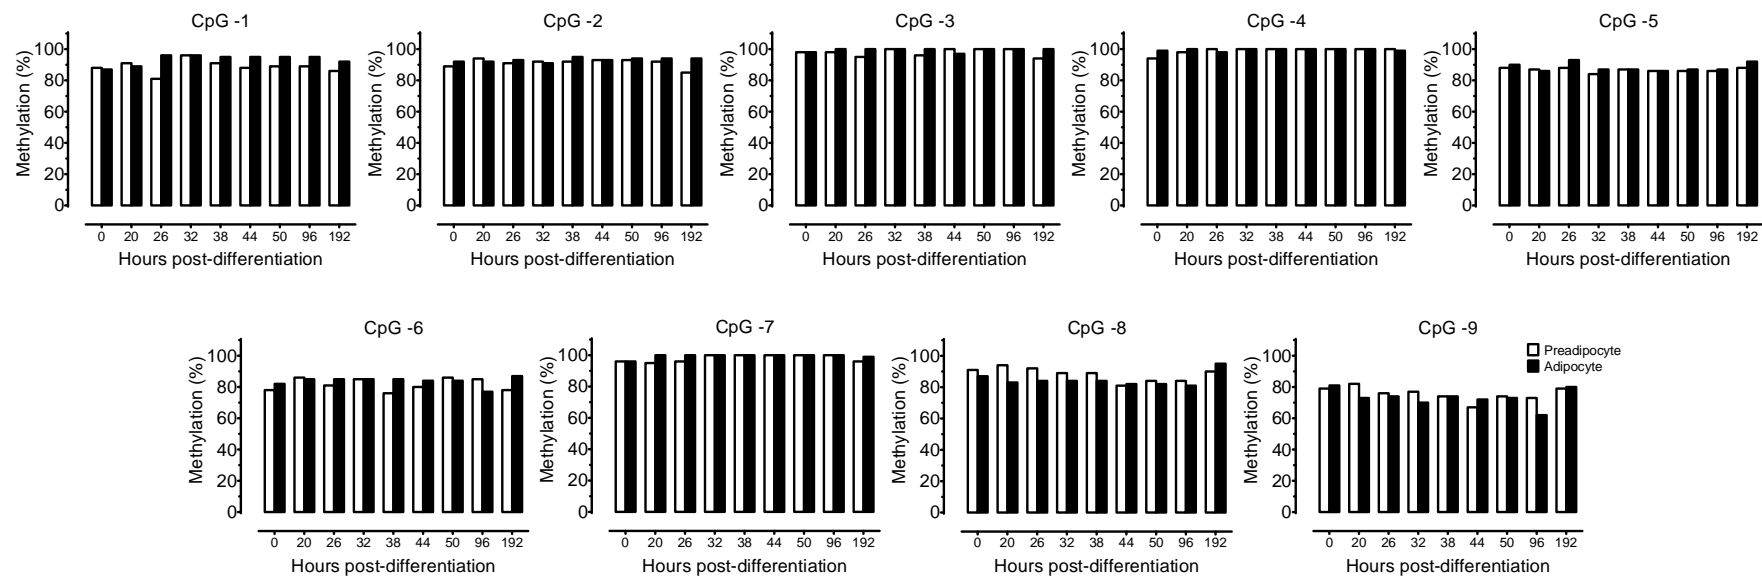 CpG -1
Methylation (%)
100
80
60
40
20
0
0 20 26 32 38 44 50 96 192
Hours post-differentiation
CpG -2
Methylation (%)
100
80
60
40
20
0
0 20 26 32 38 44 50 96 192
Hours post-differentiation
CpG -3
Methylation (%)
100
80
60
40
20
0
0 20 26 32 38 44 50 96 192
Hours post-differentiation
CpG -4
Methylation (%)
100
80
60
40
20
0
0 20 26 32 38 44 50 96 192
Hours post-differentiation
CpG -5
Methylation (%)
100
80
60
40
20
0
0 20 26 32 38 44 50 96 192
Hours post-differentiation
CpG -6
Methylation (%)
100
80
60
40
20
0
0 20 26 32 38 44 50 96 192
Hours post-differentiation
CpG -7
Methylation (%)
100
80
60
40
20
0
0 20 26 32 38 44 50 96 192
Hours post-differentiation
CpG -8
Methylation (%)
100
80
60
40
20
0
0 20 26 32 38 44 50 96 192
Hours post-differentiation
CpG -9
Methylation (%)
100
80
60
40
20
0
0 20 26 32 38 44 50 96 192
Hours post-differentiation
Preadipocyte
Adipocyte